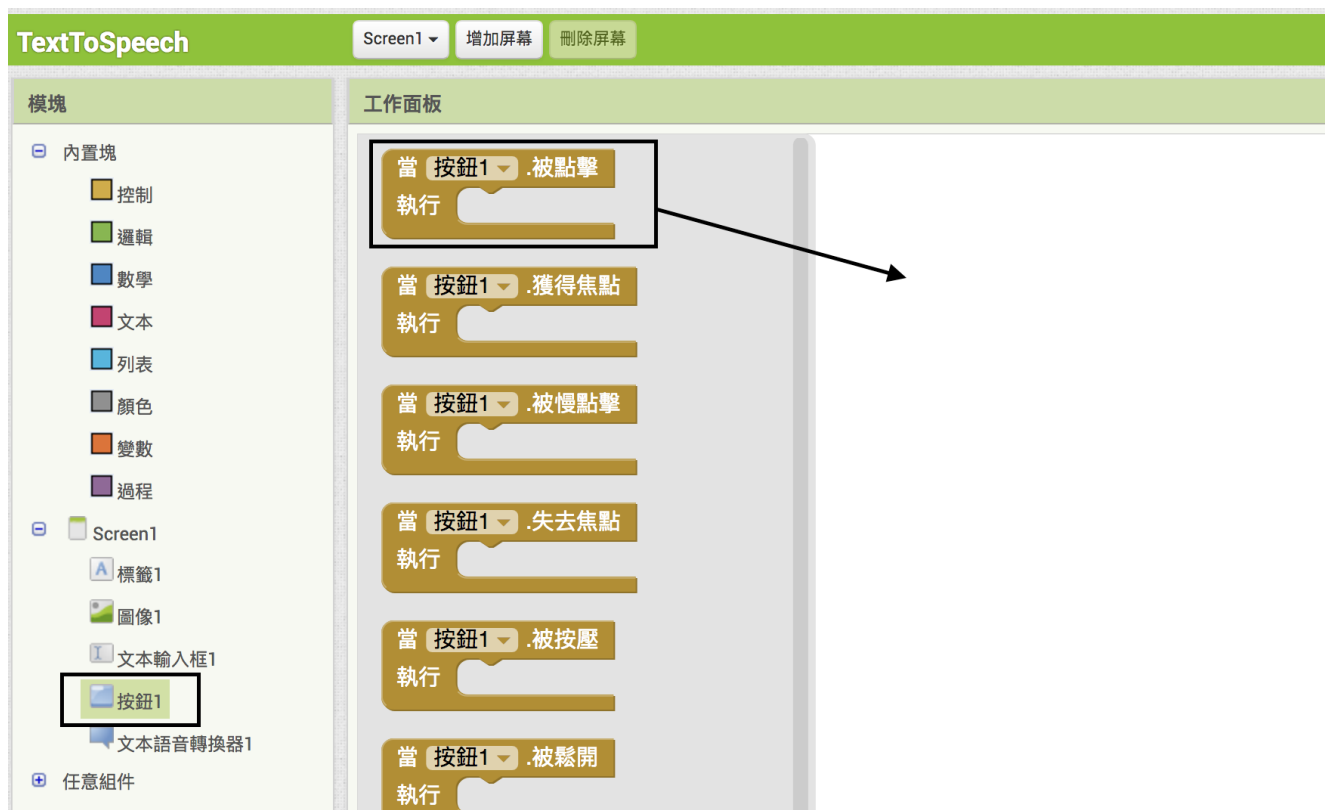 TextToSpeech
Screen1 增加屏幕 刪除屏幕
模塊
內置塊
控制
邏輯
數學
文本
列表
顏色
變數
過程
Screen1
標籤1
圖像1
文本輸入框1
按鈕1
文本語音轉換器1
任意組件
工作面板
當 按鈕1 .被點擊
執行
當 按鈕1 .獲得焦點
執行
當 按鈕1 .被慢點擊
執行
當 按鈕1 .失去焦點
執行
當 按鈕1 .被按壓
執行
當 按鈕1 .被鬆開
執行